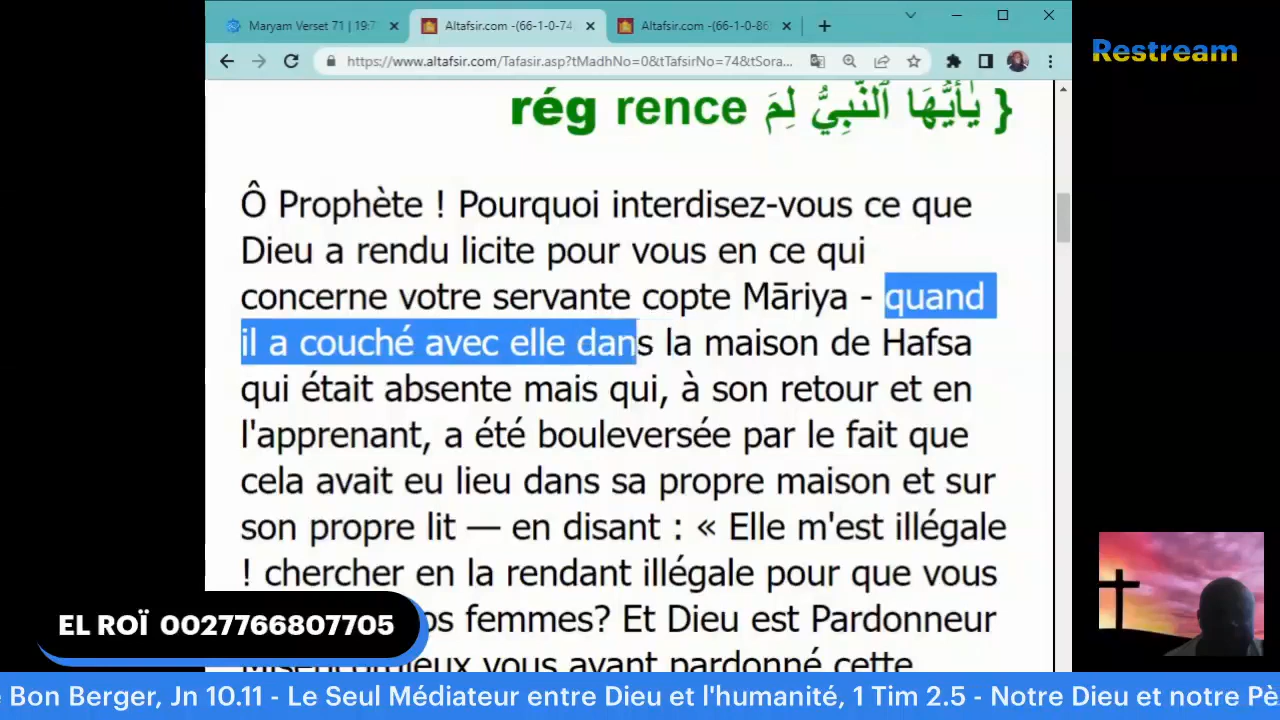 Maryam Verset 71 | 19:7
Altafsir.com -(66-1-0-74
Altafsir.com -(66-1-0-86
https://www.altafsir.com/Tafasir.asp?tMadhNo=0&tTafsirNo=74&tSora...
Restream
rég rence يَٰأَيُّهَا ٱلنَّبِيُّ لِمَ }
Ô Prophète ! Pourquoi interdisez-vous ce que
Dieu a rendu licite pour vous en ce qui
concerne votre servante copte Māriya - quand
il a couché avec elle dans la maison de Hafsa
qui était absente mais qui, à son retour et en
l'apprenant, a été bouleversée par le fait que
cela avait eu lieu dans sa propre maison et sur
son propre lit — en disant : « Elle m'est illégale
! chercher en la rendant illégale pour que vous
os femmes? Et Dieu est Pardonneur
Miséricordieux vous ayant pardonné cette
EL ROÏ 0027766807705
e Bon Berger, Jn 10.11 - Le Seul Médiateur entre Dieu et l'humanité, 1 Tim 2.5 - Notre Dieu et notre Pè